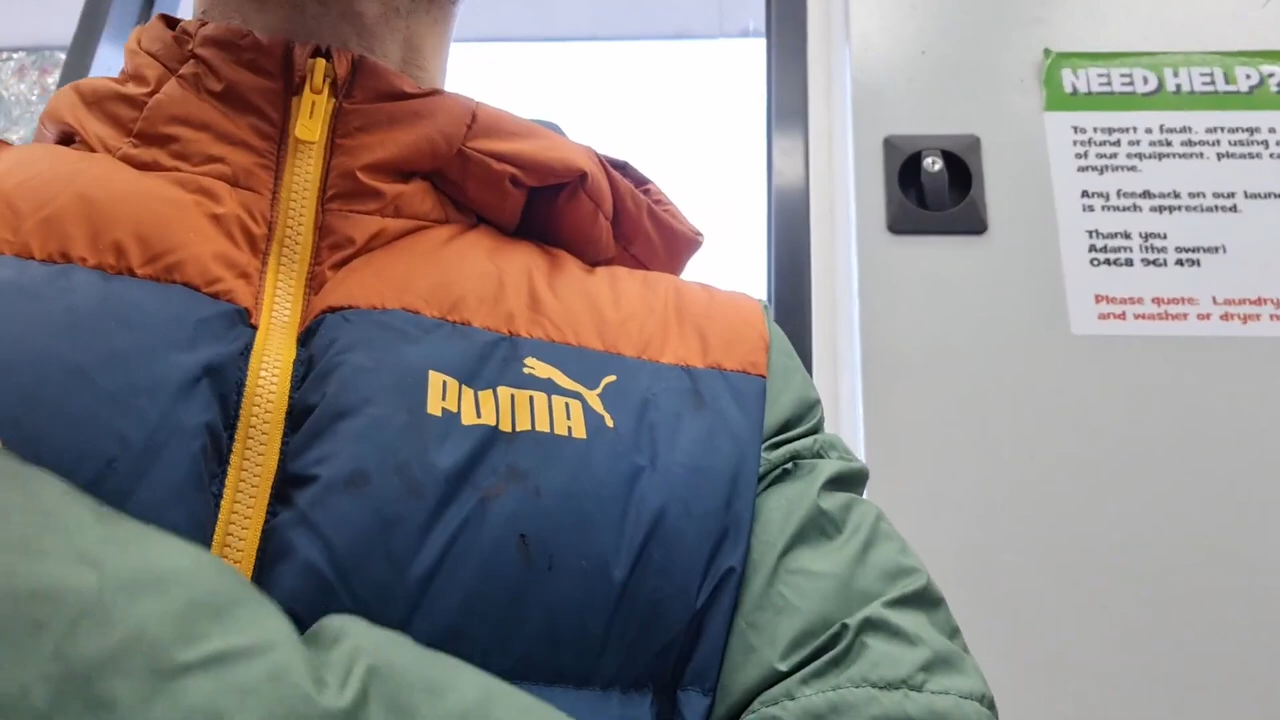 PUMA
NEED HELP?
To report a fault, arrange a
refund or ask about using
of our equipment, please
anytime.
Any feedback on our
is much appreciated.
Thank you
Adam (the owner)
0468 961 491
Please quote: Laundry
and washer or dryer